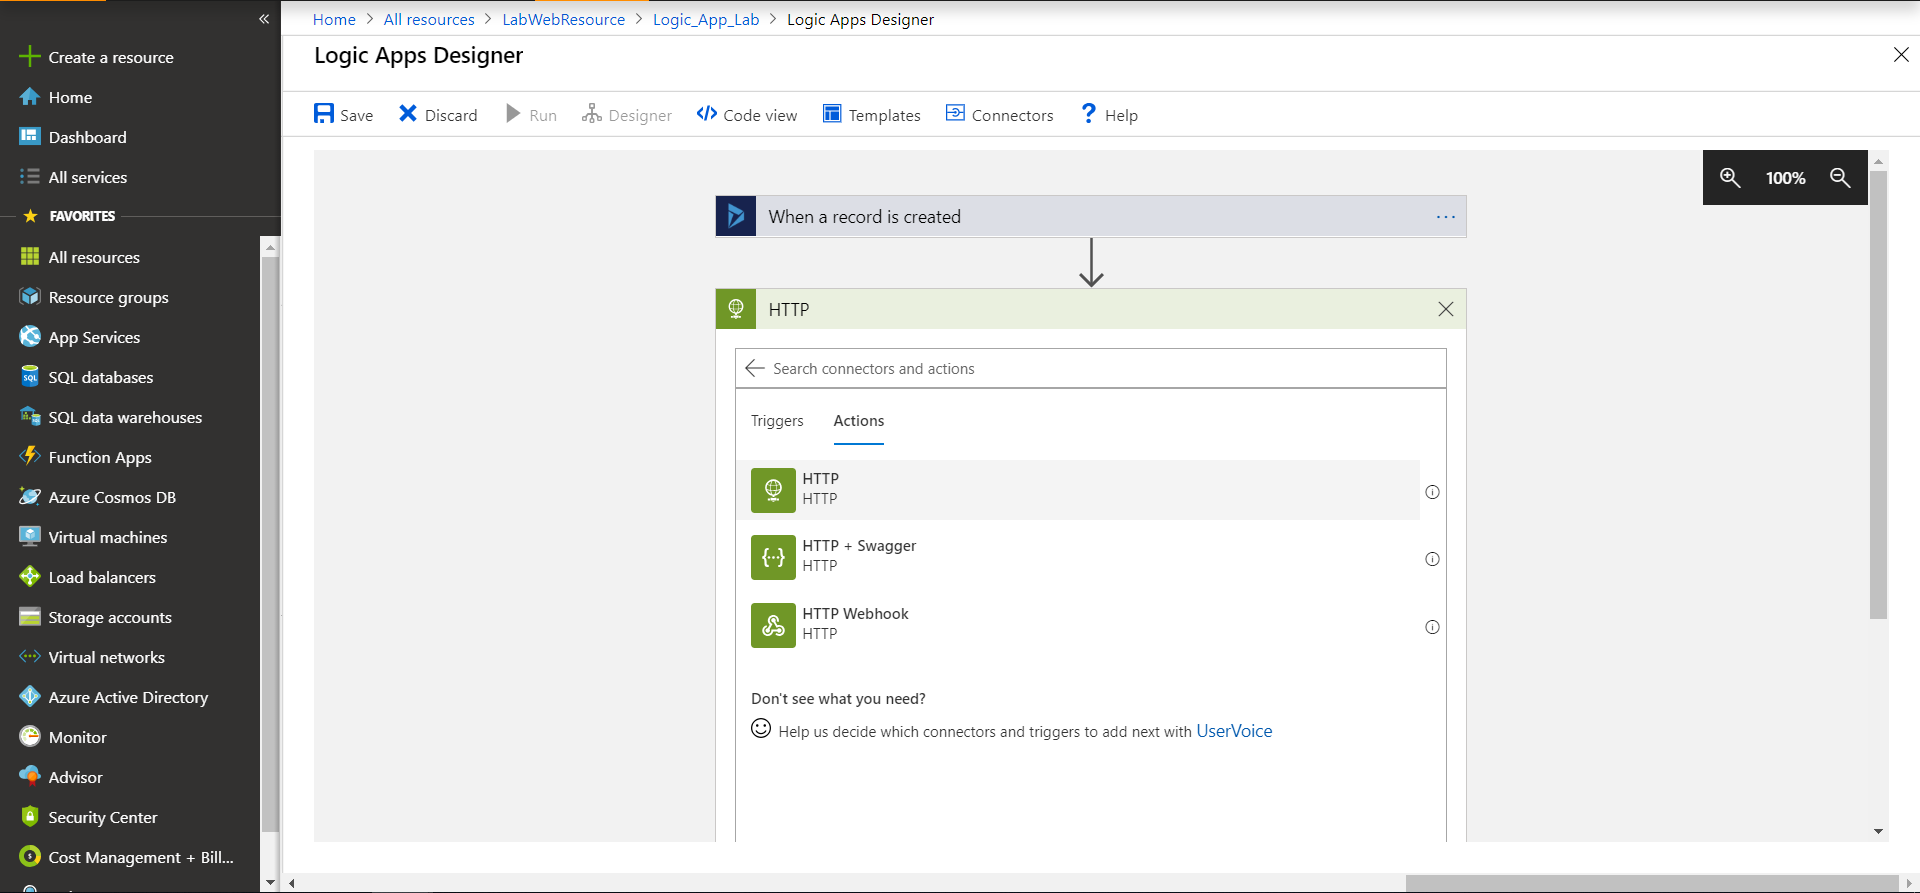 Home > All resources > LabWebResource > Logic_App_Lab > Logic Apps Designer
Logic Apps Designer
Save
Discard
Run
Designer
Code view
Templates
Connectors
Help
Create a resource
Home
Dashboard
All services
FAVORITES
All resources
Resource groups
App Services
SQL databases
SQL data warehouses
Function Apps
Azure Cosmos DB
Virtual machines
Load balancers
Storage accounts
Virtual networks
Azure Active Directory
Monitor
Advisor
Security Center
Cost Management + Bill...
100%
When a record is created
HTTP
Search connectors and actions
Triggers Actions
HTTP
HTTP
HTTP + Swagger
HTTP
HTTP Webhook
HTTP
Don't see what you need?
Help us decide which connectors and triggers to add next with UserVoice